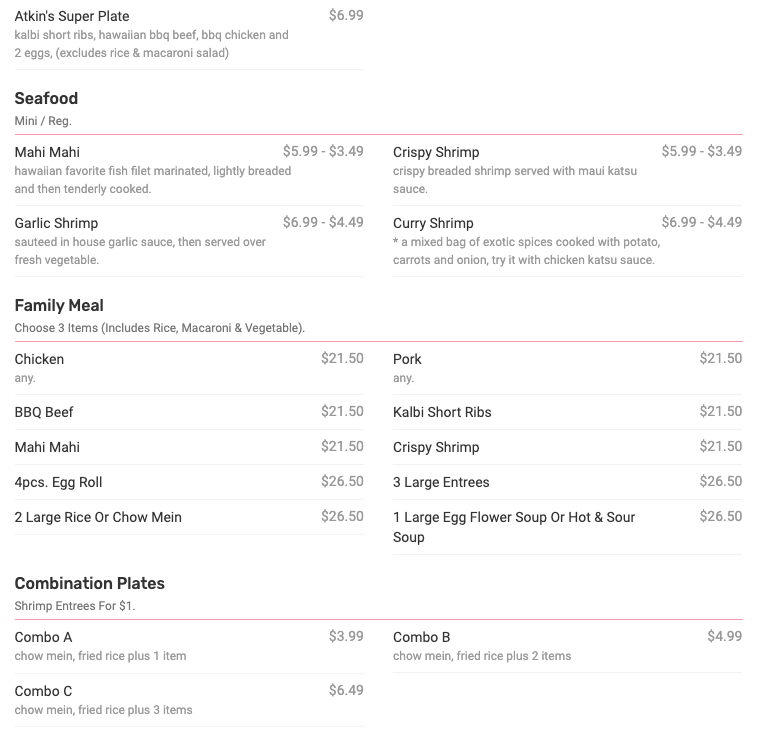 Atkin's Super Plate $6.99
kalbi short ribs, hawaiian bbq beef, bbq chicken and
2 eggs, (excludes rice & macaroni salad)
Seafood
Mini / Reg.
Mahi Mahi $5.99 - $3.49
hawaiian favorite fish filet marinated, lightly breaded
and then tenderly cooked.
Crispy Shrimp $5.99 - $3.49
crispy breaded shrimp served with maui katsu
sauce.
Garlic Shrimp $6.99 - $4.49
sauteed in house garlic sauce, then served over
fresh vegetable.
Curry Shrimp $6.99 - $4.49
* a mixed bag of exotic spices cooked with potato,
carrots and onion, try it with chicken katsu sauce.
Family Meal
Choose 3 Items (Includes Rice, Macaroni & Vegetable).
Chicken $21.50
any.
Pork $21.50
any.
BBQ Beef $21.50
Kalbi Short Ribs $21.50
Mahi Mahi $21.50
Crispy Shrimp $21.50
4pcs. Egg Roll $26.50
3 Large Entrees $26.50
2 Large Rice Or Chow Mein $26.50
1 Large Egg Flower Soup Or Hot & Sour $26.50
Soup
Combination Plates
Shrimp Entrees For $1.
Combo A $3.99
chow mein, fried rice plus 1 item
Combo B $4.99
chow mein, fried rice plus 2 items
Combo C $6.49
chow mein, fried rice plus 3 items